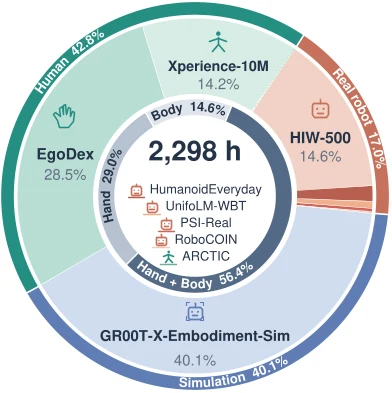 Human 42.8%
Real robot 17.0%
Xperience-10M
14.2%
Body 14.6%
HIW-500
14.6%
EgoDex
28.5%
Hand 29.0%
2,298 h
HumanoidEveryday
UnifoLM-WBT
PSI-Real
RoboCOIN
ARCTIC
Hand + Body 56.4%
GR00T-X-Embodiment-Sim
40.1%
Simulation 40.1%